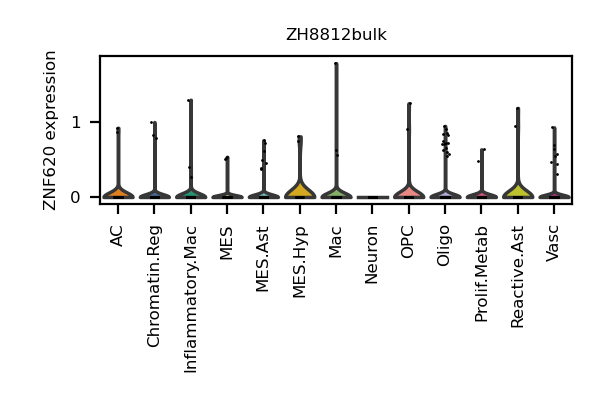 ZH8812bulk
ZNF620 expression
1
0
AC
Chromatin.Reg
Inflammatory.Mac
MES
MES.Ast
MES.Hyp
Mac
Neuron
OPC
Oligo
Prolif.Metab
Reactive.Ast
Vasc